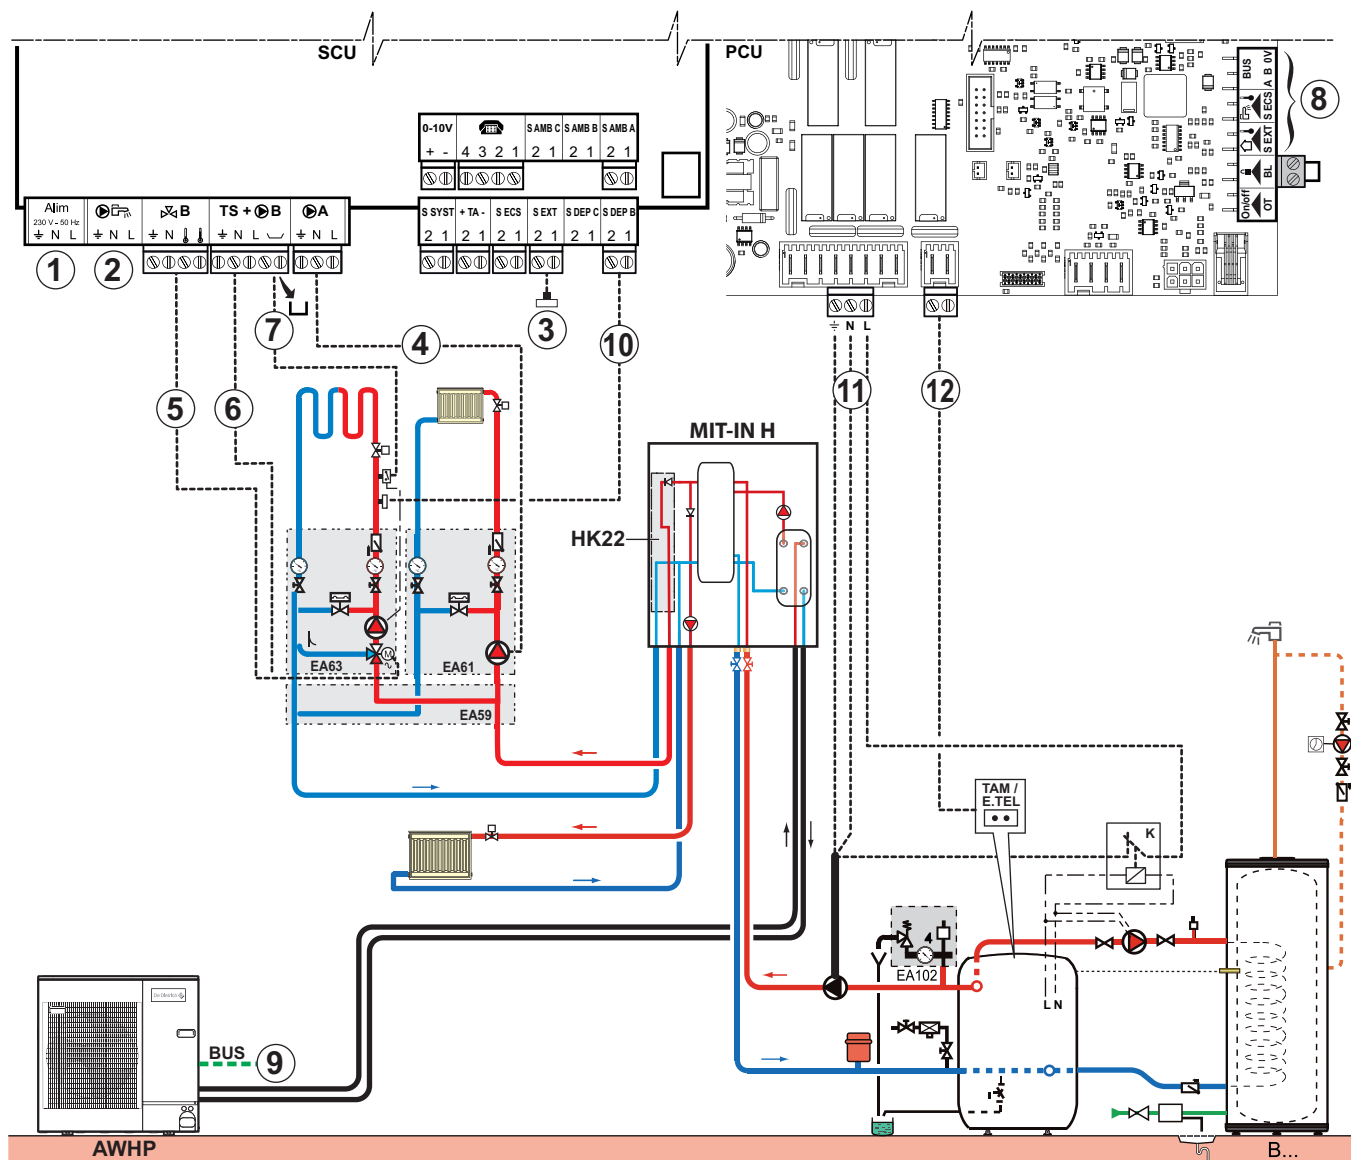 SCU
PCU
0-10V
S AMB C
S AMB B
S AMB A
+ -
4 3 2 1
2 1
2 1
2 1
Alim
230 V - 50 Hz
N L
N L
B
N
TS + B
N L
A
N L
S SYST
+ TA -
S ECS
S EXT
S DEP C
S DEP B
2 1
2 1
2 1
2 1
2 1
2 1
BUS
A B 0V
S ECS
S EXT
BL
On/off
OT
8
1
2
3
4
5
6
7
10
N L
11
12
MIT-IN H
HK22
EA63
EA61
EA59
M
TAM /
E.TEL
K
4
EA102
L N
De Dietrich
BUS
9
AWHP
B...